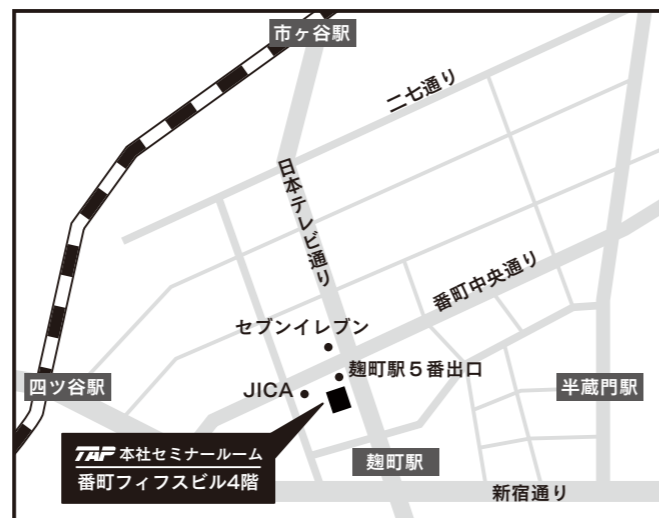 市ヶ谷駅
二七通り
日本テレビ通り
番町中央通り
セブンイレブン
麹町駅5番出口
JICA
四ツ谷駅
半蔵門駅
TAP 本社セミナールーム
番町フィフスビル4階
麹町駅
新宿通り